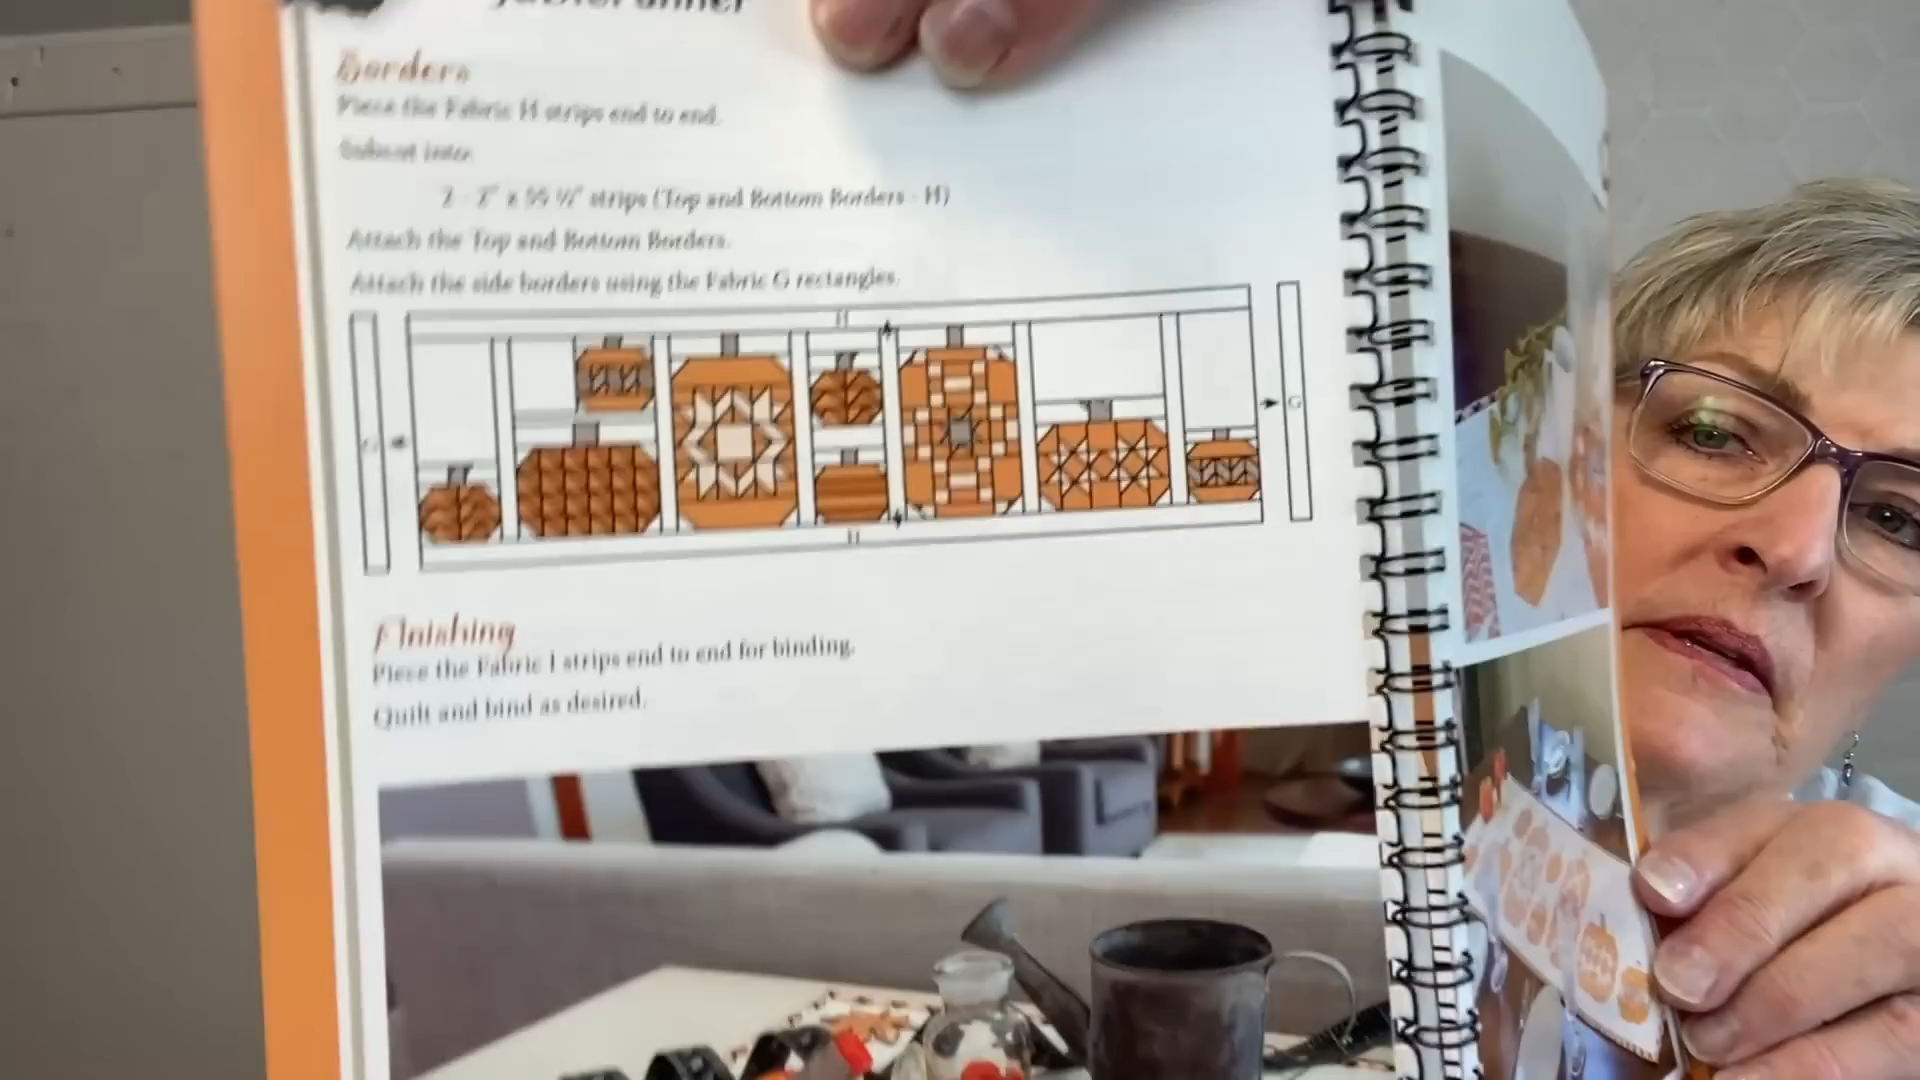 Borders
Piece the Fabric H strips end to end.
Subcut into:
2 - 2" x 59 ½" strips (Top and Bottom Borders - H)
Attach the Top and Bottom Borders.
Attach the side borders using the Fabric G rectangles.
H
G
G
H
Finishing
Piece the Fabric I strips end to end for binding.
Quilt and bind as desired.